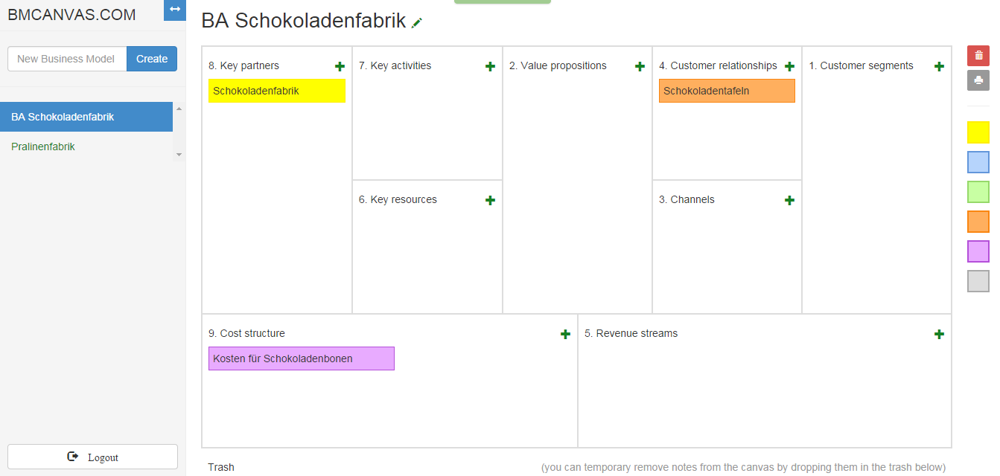 BMCANVAS.COM
New Business Model
Create
BA Schokoladenfabrik
Pralinenfabrik
Logout
BA Schokoladenfabrik
8. Key partners
Schokoladenfabrik
7. Key activities
6. Key resources
2. Value propositions
4. Customer relationships
Schokoladentafeln
3. Channels
1. Customer segments
9. Cost structure
Kosten für Schokoladenbonen
5. Revenue streams
Trash
(you can temporary remove notes from the canvas by dropping them in the trash below)